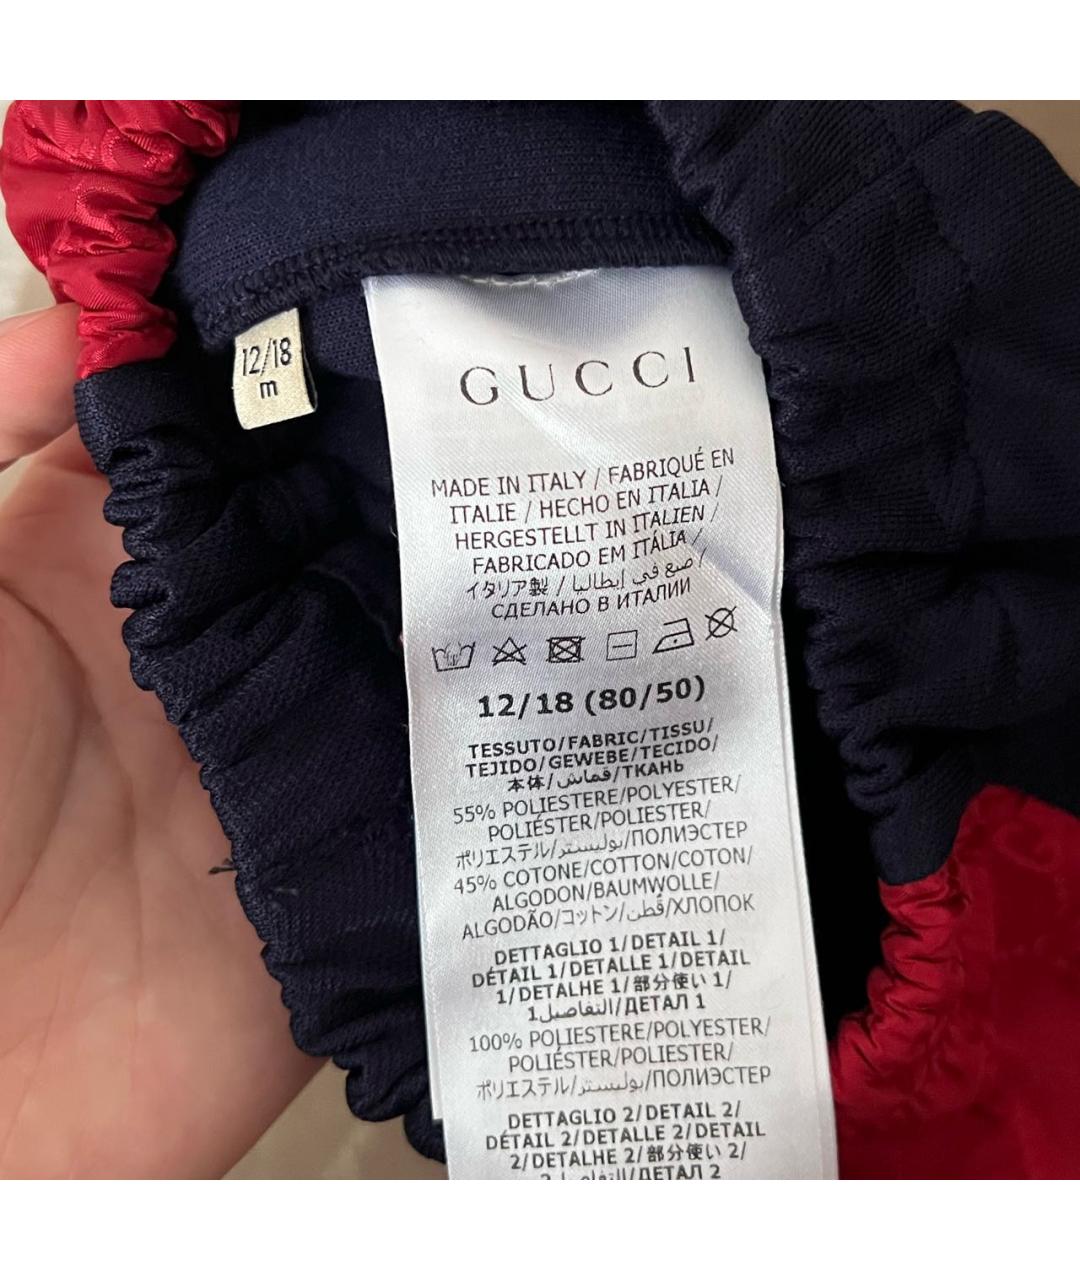 12/18
m
GUCCI
MADE IN ITALY / FABRIQUÉ EN
ITALIE / HECHO EN ITALIA /
HERGESTELLT IN ITALIEN /
FABRICADO EM ITÁLIA /
イタリア製 / صنع في إيطاليا /
СДЕЛАНО В ИТАЛИИ
12/18 (80/50)
TESSUTO/FABRIC/TISSU/
TEJIDO/GEWEBE/TECIDO/
本体/قماش/ТКАНЬ
55% POLIESTERE/POLYESTER/
POLIÉSTER/POLIESTER/
ポリエステル/بوليستر/ПОЛИЭСТЕР
45% COTONE/COTTON/COTON/
ALGODON/BAUMWOLLE/
ALGODÃO/コットン/قطن/ХЛОПОК
DETTAGLIO 1/DETAIL 1/
DÉTAIL 1/DETALLE 1/DETAIL
1/DETALHE 1/部分使い 1/
التفاصيل1/ДЕТАЛ 1
100% POLIESTERE/POLYESTER/
POLIÉSTER/POLIESTER/
ポリエステル/بوليستر/ПОЛИЭСТЕР
DETTAGLIO 2/DETAIL 2/
DÉTAIL 2/DETALLE 2/DETAIL
2/DETALHE 2/部分使い 2/
التفاصيل 2/ДЕТАЛ 2